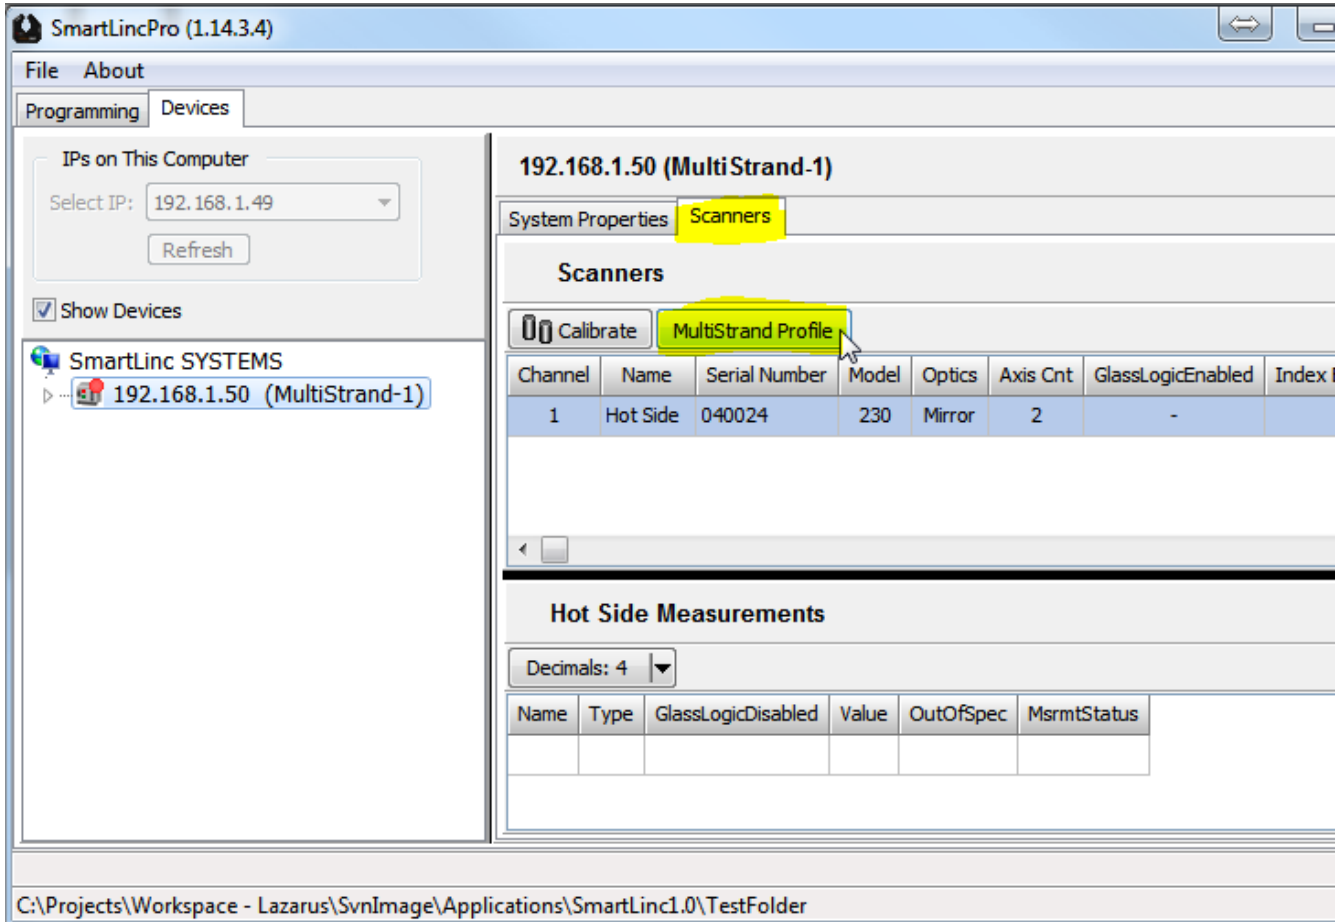 SmartLincPro (1.14.3.4)
File About
Programming Devices
IPs on This Computer
Select IP: 192.168.1.49
Refresh
Show Devices
SmartLinc SYSTEMS
192.168.1.50 (MultiStrand-1)
192.168.1.50 (MultiStrand-1)
System Properties Scanners
Scanners
Calibrate MultiStrand Profile
Channel Name Serial Number Model Optics Axis Cnt GlassLogicEnabled Index
1 Hot Side 040024 230 Mirror 2 -
Hot Side Measurements
Decimals: 4
Name Type GlassLogicDisabled Value OutOfSpec MsrmtStatus
C:\Projects\Workspace - Lazarus\SvnImage\Applications\SmartLinc1.0\TestFolder